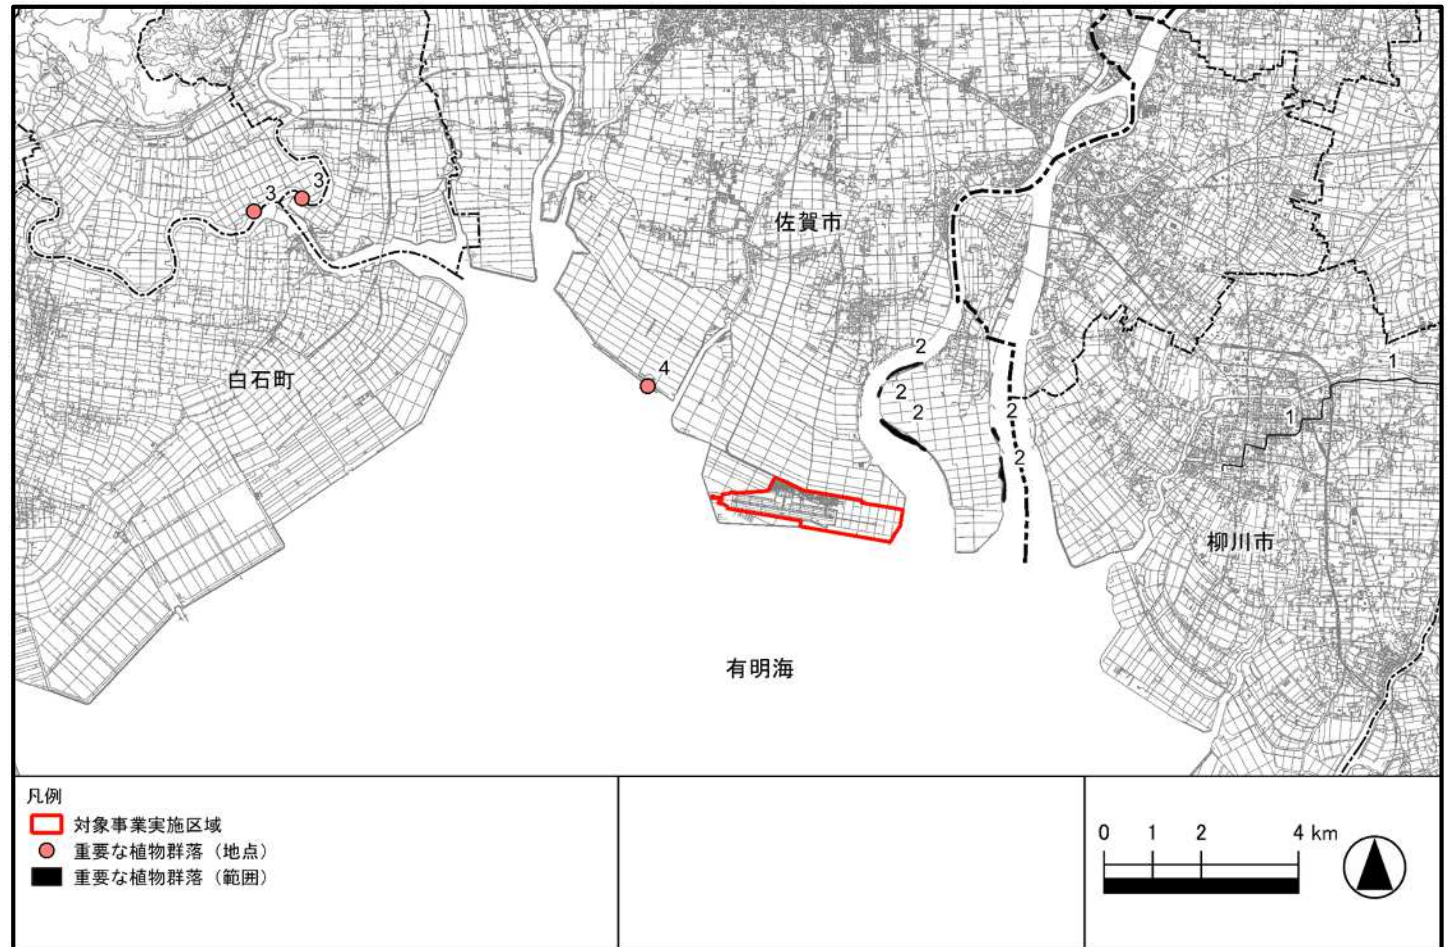 3
3
佐賀市
2
1
4
白石町
2
2
2
1
2
柳川市
有明海
凡例
対象事業実施区域
重要な植物群落（地点）
重要な植物群落（範囲）
0 1 2 4 km